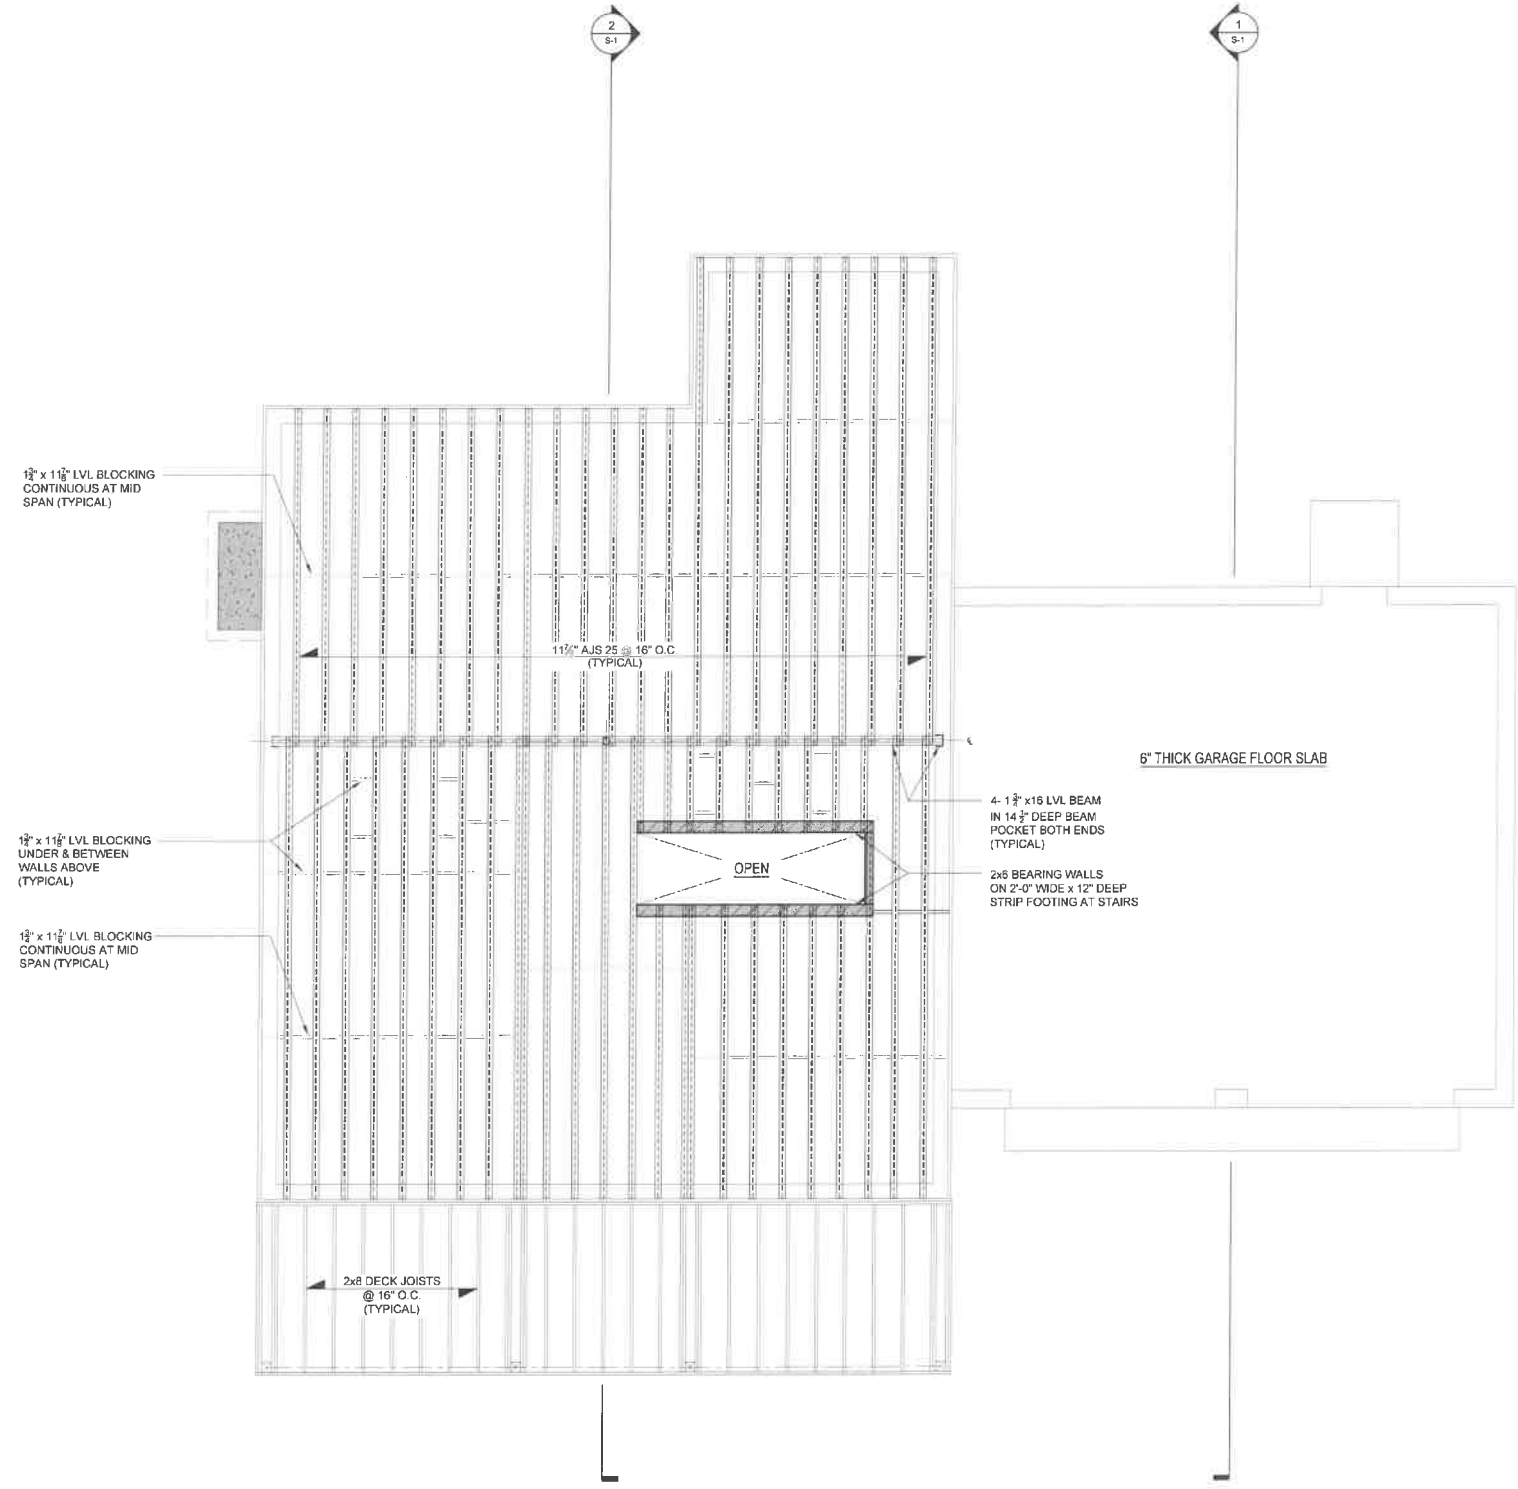 2
S-1
1
S-1
1¾" x 11⅞" LVL BLOCKING
CONTINUOUS AT MID
SPAN (TYPICAL)
11⅞" AJS 25 @ 16" O.C.
(TYPICAL)
6" THICK GARAGE FLOOR SLAB
4- 1¾" x16 LVL BEAM
IN 14½" DEEP BEAM
POCKET BOTH ENDS
(TYPICAL)
1¾" x 11⅞" LVL BLOCKING
UNDER & BETWEEN
WALLS ABOVE
(TYPICAL)
OPEN
2x6 BEARING WALLS
ON 2'-0" WIDE x 12" DEEP
STRIP FOOTING AT STAIRS
1¾" x 11⅞" LVL BLOCKING
CONTINUOUS AT MID
SPAN (TYPICAL)
2x8 DECK JOISTS
@ 16" O.C.
(TYPICAL)